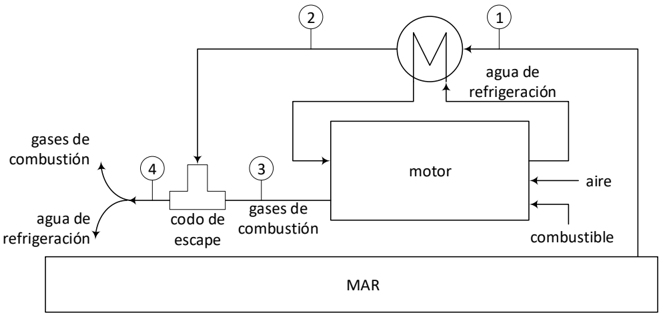 2
1
agua de
refrigeración
gases de
combustión
4
3
motor
aire
agua de
refrigeración
codo de
escape
gases de
combustión
combustible
MAR